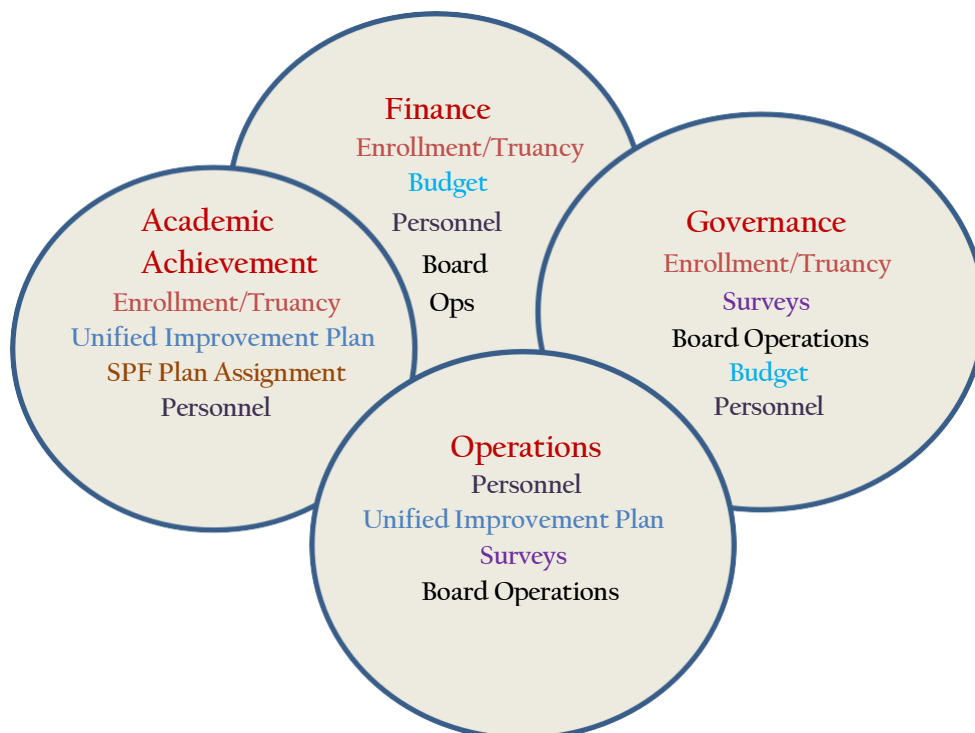 Finance
Enrollment/Truancy
Budget
Personnel
Board
Ops
Academic
Achievement
Enrollment/Truancy
Unified Improvement Plan
SPF Plan Assignment
Personnel
Governance
Enrollment/Truancy
Surveys
Board Operations
Budget
Personnel
Operations
Personnel
Unified Improvement Plan
Surveys
Board Operations